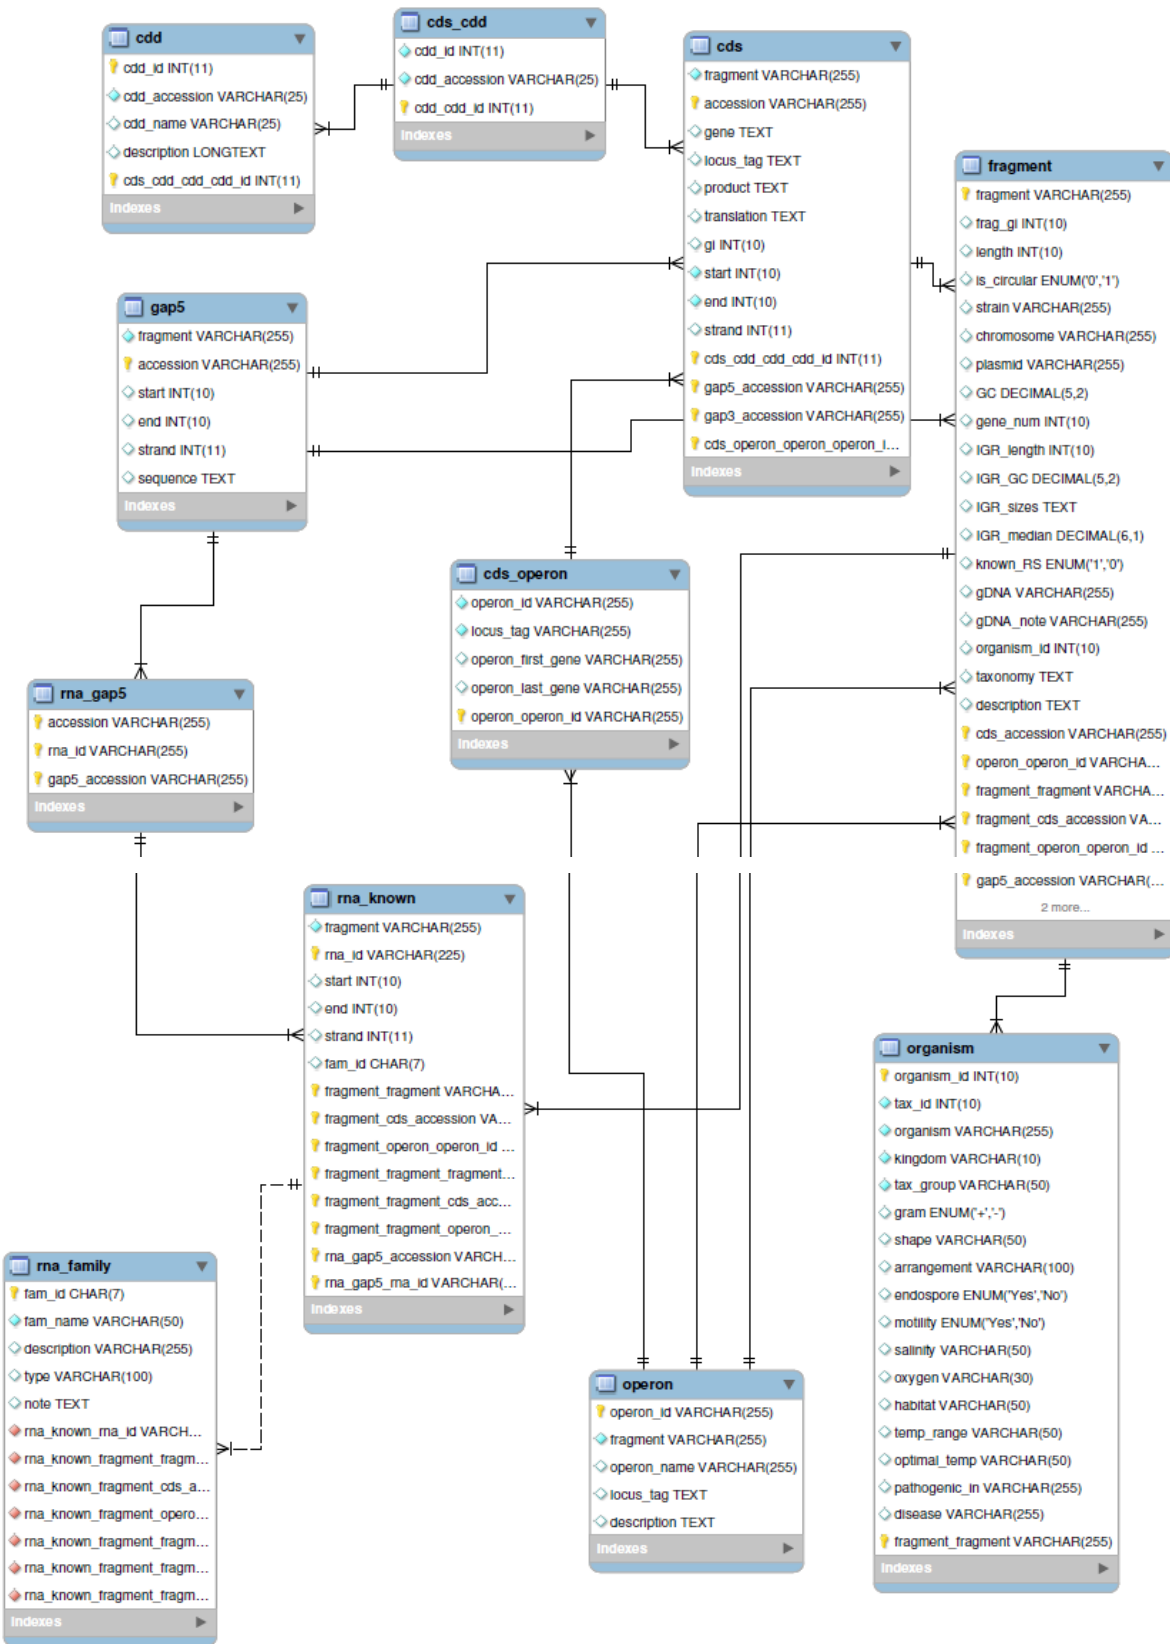 cdd
cdd_id INT(11)
cdd_accession VARCHAR(25)
cdd_name VARCHAR(25)
description LONGTEXT
cds_cdd_cdd_cdd_id INT(11)
Indexes
cds_cdd
cdd_id INT(11)
cdd_accession VARCHAR(25)
cdd_cdd_id INT(11)
Indexes
cds
fragment VARCHAR(255)
accession VARCHAR(255)
gene TEXT
locus_tag TEXT
product TEXT
translation TEXT
gi INT(10)
start INT(10)
end INT(10)
strand INT(11)
cds_cdd_cdd_cdd_id INT(11)
gap5_accession VARCHAR(255)
gap3_accession VARCHAR(255)
cds_operon_operon_operon_i...
Indexes
fragment
fragment VARCHAR(255)
frag_gi INT(10)
length INT(10)
is_circular ENUM('0','1')
strain VARCHAR(255)
chromosome VARCHAR(255)
plasmid VARCHAR(255)
GC DECIMAL(5,2)
gene_num INT(10)
IGR_length INT(10)
IGR_GC DECIMAL(5,2)
IGR_sizes TEXT
IGR_median DECIMAL(6,1)
known_RS ENUM('1','0')
gDNA VARCHAR(255)
gDNA_note VARCHAR(255)
organism_id INT(10)
taxonomy TEXT
description TEXT
cds_accession VARCHAR(255)
operon_operon_id VARCHA...
fragment_fragment VARCHA...
fragment_cds_accession VA...
fragment_operon_operon_id ...
gap5_accession VARCHAR(...
2 more...
Indexes
gap5
fragment VARCHAR(255)
accession VARCHAR(255)
start INT(10)
end INT(10)
strand INT(11)
sequence TEXT
Indexes
cds_operon
operon_id VARCHAR(255)
locus_tag VARCHAR(255)
operon_first_gene VARCHAR(255)
operon_last_gene VARCHAR(255)
operon_operon_id VARCHAR(255)
Indexes
rna_gap5
accession VARCHAR(255)
rna_id VARCHAR(255)
gap5_accession VARCHAR(255)
Indexes
rna_known
fragment VARCHAR(255)
rna_id VARCHAR(225)
start INT(10)
end INT(10)
strand INT(11)
fam_id CHAR(7)
fragment_fragment VARCHA...
fragment_cds_accession VA...
fragment_operon_operon_id ...
fragment_fragment_fragment...
fragment_fragment_cds_acc...
fragment_fragment_operon_...
rna_gap5_accession VARCH...
rna_gap5_rna_id VARCHAR(...
Indexes
organism
organism_id INT(10)
tax_id INT(10)
organism VARCHAR(255)
kingdom VARCHAR(10)
tax_group VARCHAR(50)
gram ENUM('+','-')
shape VARCHAR(50)
arrangement VARCHAR(100)
endospore ENUM('Yes','No')
motility ENUM('Yes','No')
salinity VARCHAR(50)
oxygen VARCHAR(30)
habitat VARCHAR(50)
temp_range VARCHAR(50)
optimal_temp VARCHAR(50)
pathogenic_in VARCHAR(255)
disease VARCHAR(255)
fragment_fragment VARCHAR(255)
Indexes
rna_family
fam_id CHAR(7)
fam_name VARCHAR(50)
description VARCHAR(255)
type VARCHAR(100)
note TEXT
rna_known_rna_id VARCH...
rna_known_fragment_fragm...
rna_known_fragment_cds_a...
rna_known_fragment_opero...
rna_known_fragment_fragm...
rna_known_fragment_fragm...
rna_known_fragment_fragm...
Indexes
operon
operon_id VARCHAR(255)
fragment VARCHAR(255)
operon_name VARCHAR(255)
locus_tag TEXT
description TEXT
Indexes